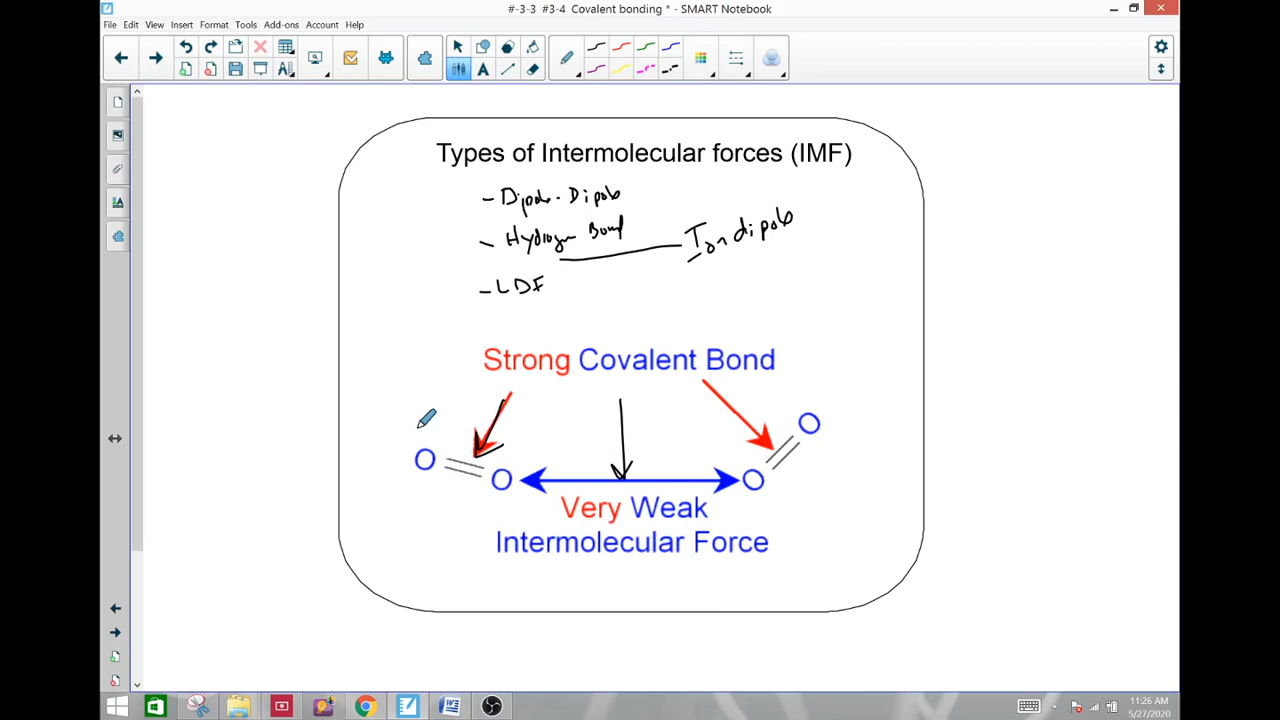 #-3-3 #3-4 Covalent bonding * - SMART Notebook
File Edit View Insert Format Tools Add-ons Account Help
Types of Intermolecular forces (IMF)
- Dipole-Dipole
- Hydrogen Bond
Ion dipole
- LDF
Strong Covalent Bond
O
O O
O
Very Weak
Intermolecular Force
11:26 AM
5/27/2020